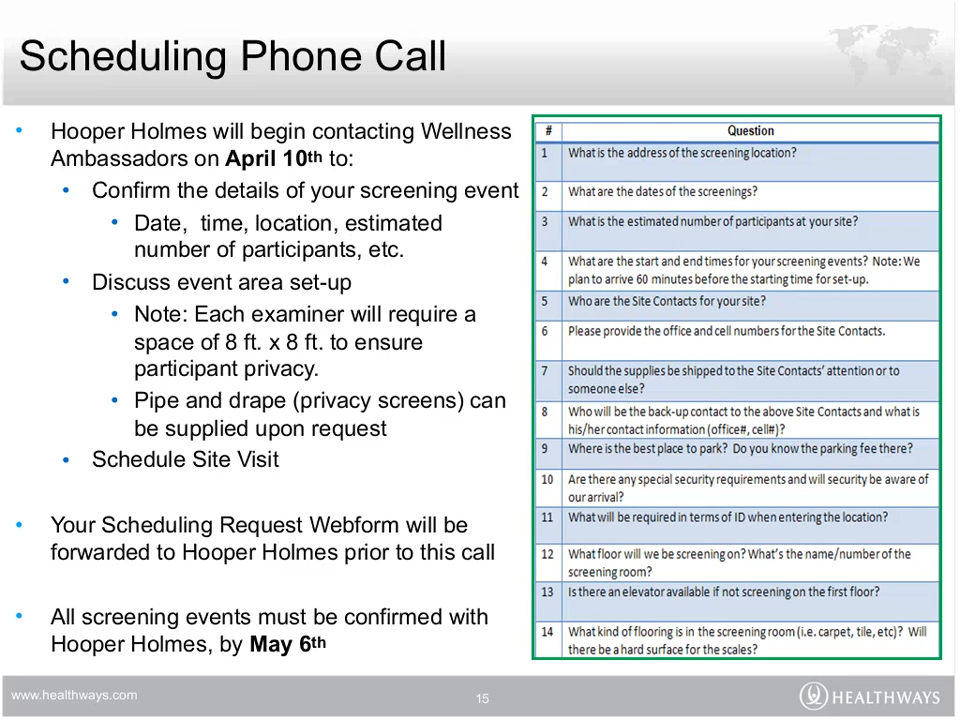 Scheduling Phone Call
• Hooper Holmes will begin contacting Wellness
Ambassadors on April 10th to:
• Confirm the details of your screening event
• Date, time, location, estimated
number of participants, etc.
• Discuss event area set-up
• Note: Each examiner will require a
space of 8 ft. x 8 ft. to ensure
participant privacy.
• Pipe and drape (privacy screens) can
be supplied upon request
• Schedule Site Visit
• Your Scheduling Request Webform will be
forwarded to Hooper Holmes prior to this call
• All screening events must be confirmed with
Hooper Holmes, by May 6th
# Question
1 What is the address of the screening location?
2 What are the dates of the screenings?
3 What is the estimated number of participants at your site?
4 What are the start and end times for your screening events? Note: We
plan to arrive 60 minutes before the starting time for set-up.
5 Who are the Site Contacts for your site?
6 Please provide the office and cell numbers for the Site Contacts.
7 Should the supplies be shipped to the Site Contacts' attention or to
someone else?
8 Who will be the back-up contact to the above Site Contacts and what is
his/her contact information (office#, cell#)?
9 Where is the best place to park? Do you know the parking fee there?
10 Are there any special security requirements and will security be aware of
our arrival?
11 What will be required in terms of ID when entering the location?
12 What floor will we be screening on? What's the name/number of the
screening room?
13 Is there an elevator available if not screening on the first floor?
14 What kind of flooring is in the screening room (i.e. carpet, tile, etc)? Will
there be a hard surface for the scales?
www.healthways.com
15
HEALTHWAYS